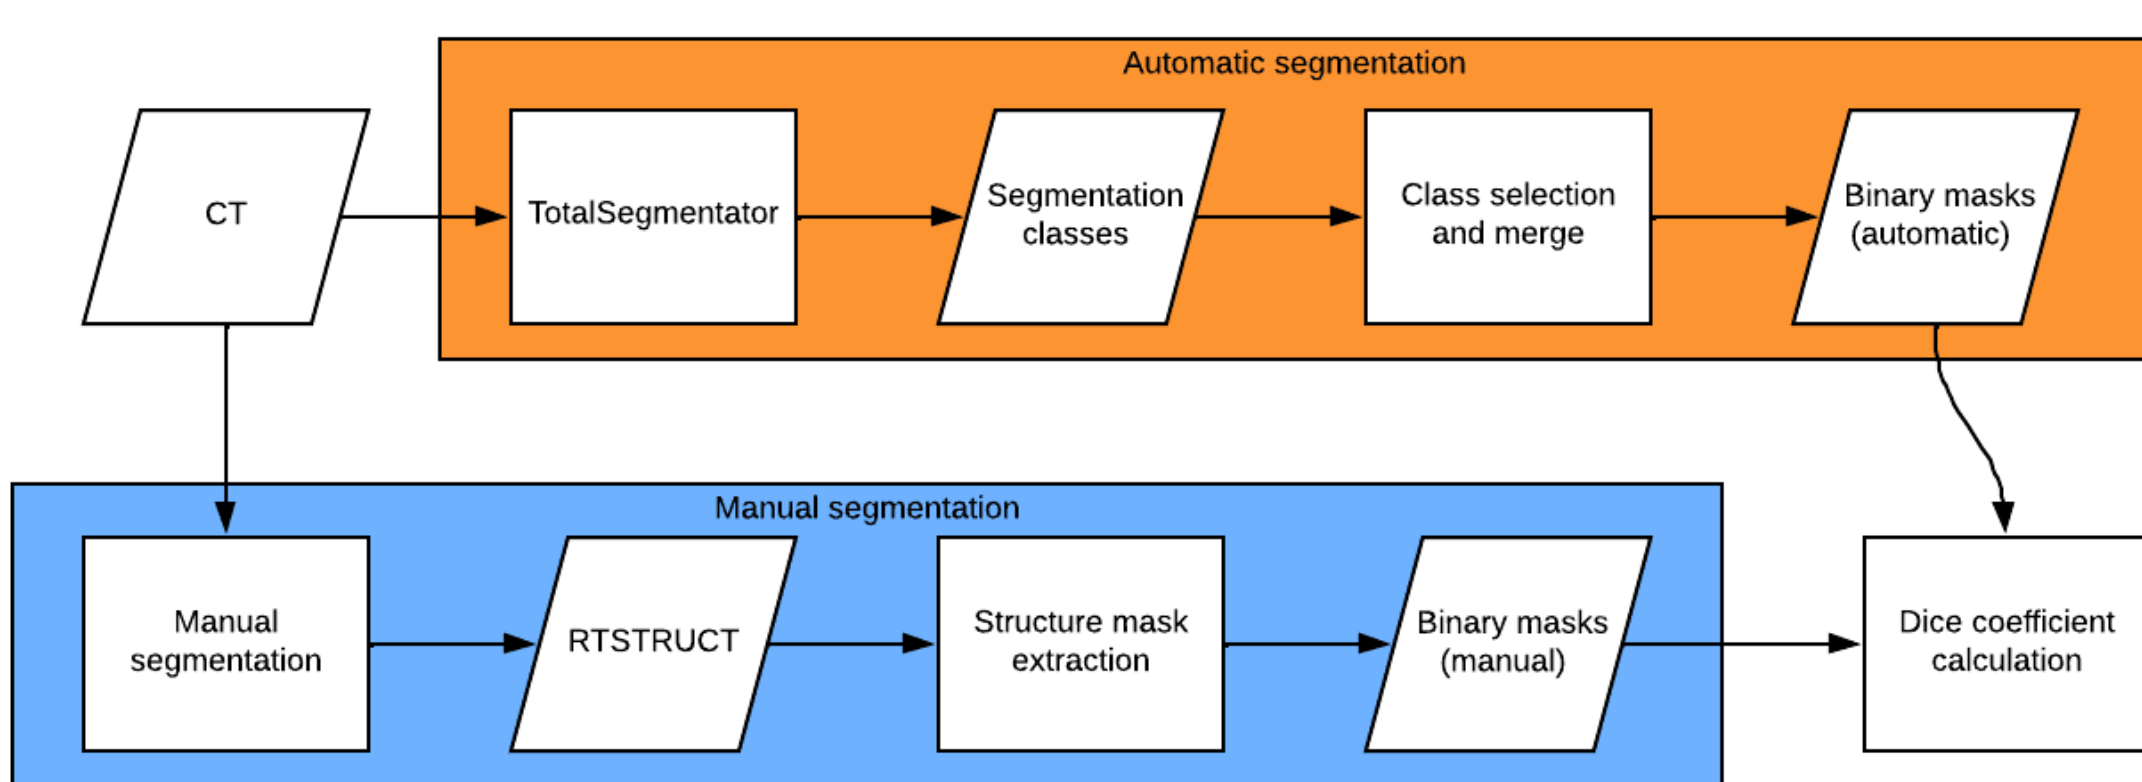 Automatic segmentation
CT
TotalSegmentator
Segmentation
classes
Class selection
and merge
Binary masks
(automatic)
Manual segmentation
Manual
segmentation
RTSTRUCT
Structure mask
extraction
Binary masks
(manual)
Dice coefficient
calculation